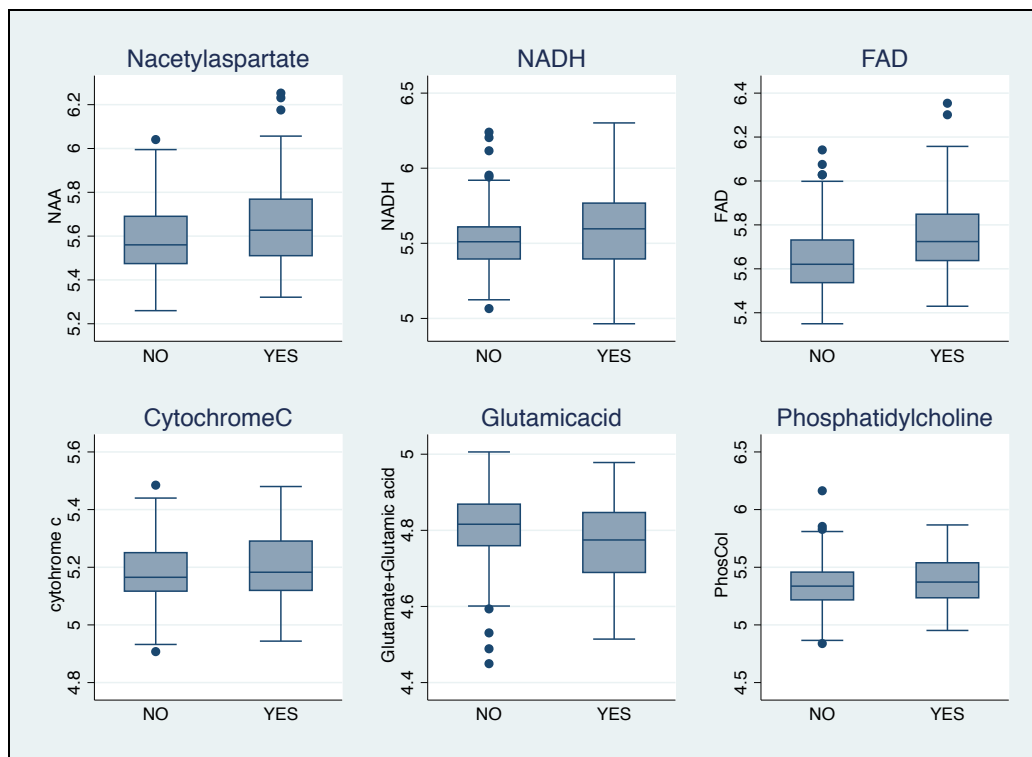 Nacetylaspartate
NAA
6.2
6
5.8
5.6
5.4
5.2
NO
YES
NADH
NADH
6.5
6
5.5
5
NO
YES
FAD
FAD
6.4
6.2
6
5.8
5.6
5.4
NO
YES
CytochromeC
cytohrome c
5.6
5.4
5.2
5
4.8
NO
YES
Glutamicacid
Glutamate+Glutamic acid
5
4.8
4.6
4.4
NO
YES
Phosphatidylcholine
PhosCol
6.5
6
5.5
5
4.5
NO
YES